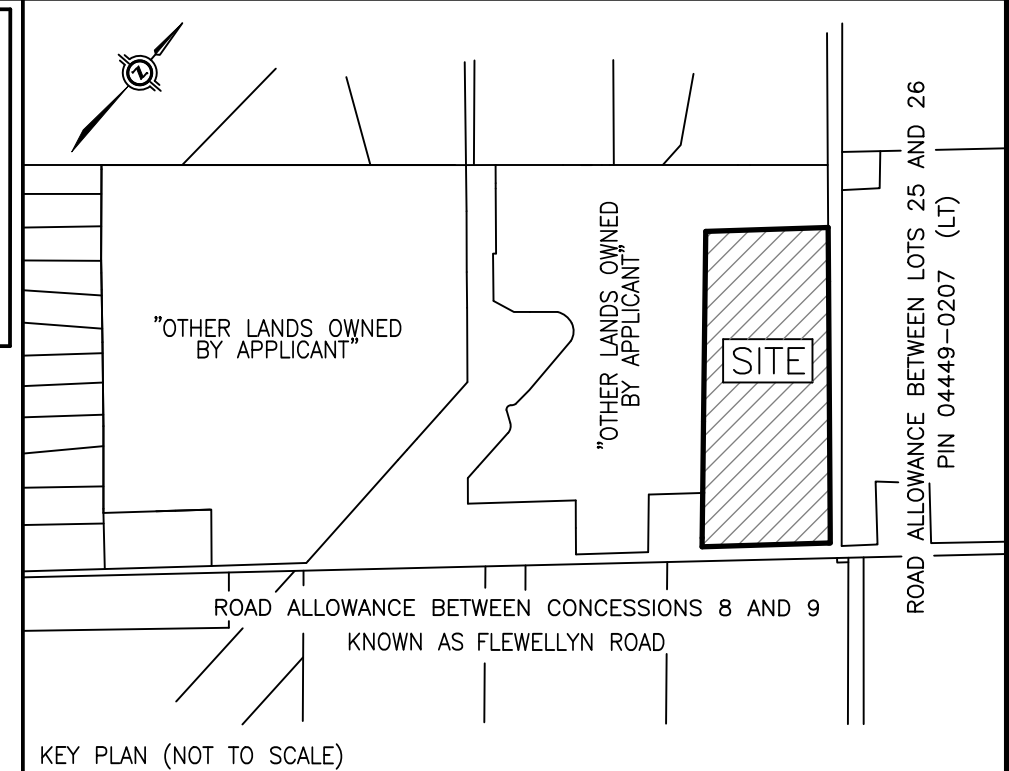 N
"OTHER LANDS OWNED
BY APPLICANT"
"OTHER LANDS OWNED
BY APPLICANT"
SITE
ROAD ALLOWANCE BETWEEN LOTS 25 AND 26
PIN 04449-0207 (LT)
ROAD ALLOWANCE BETWEEN CONCESSIONS 8 AND 9
KNOWN AS FLEWELLYN ROAD
KEY PLAN (NOT TO SCALE)